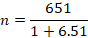 n = 651 / 1 + 6.51